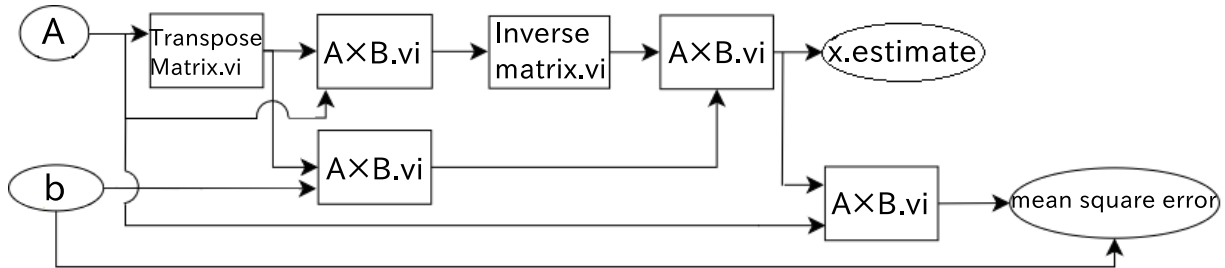 A
Transpose
Matrix.vi
A×B.vi
Inverse
matrix.vi
A×B.vi
x.estimate
A×B.vi
b
A×B.vi
mean square error